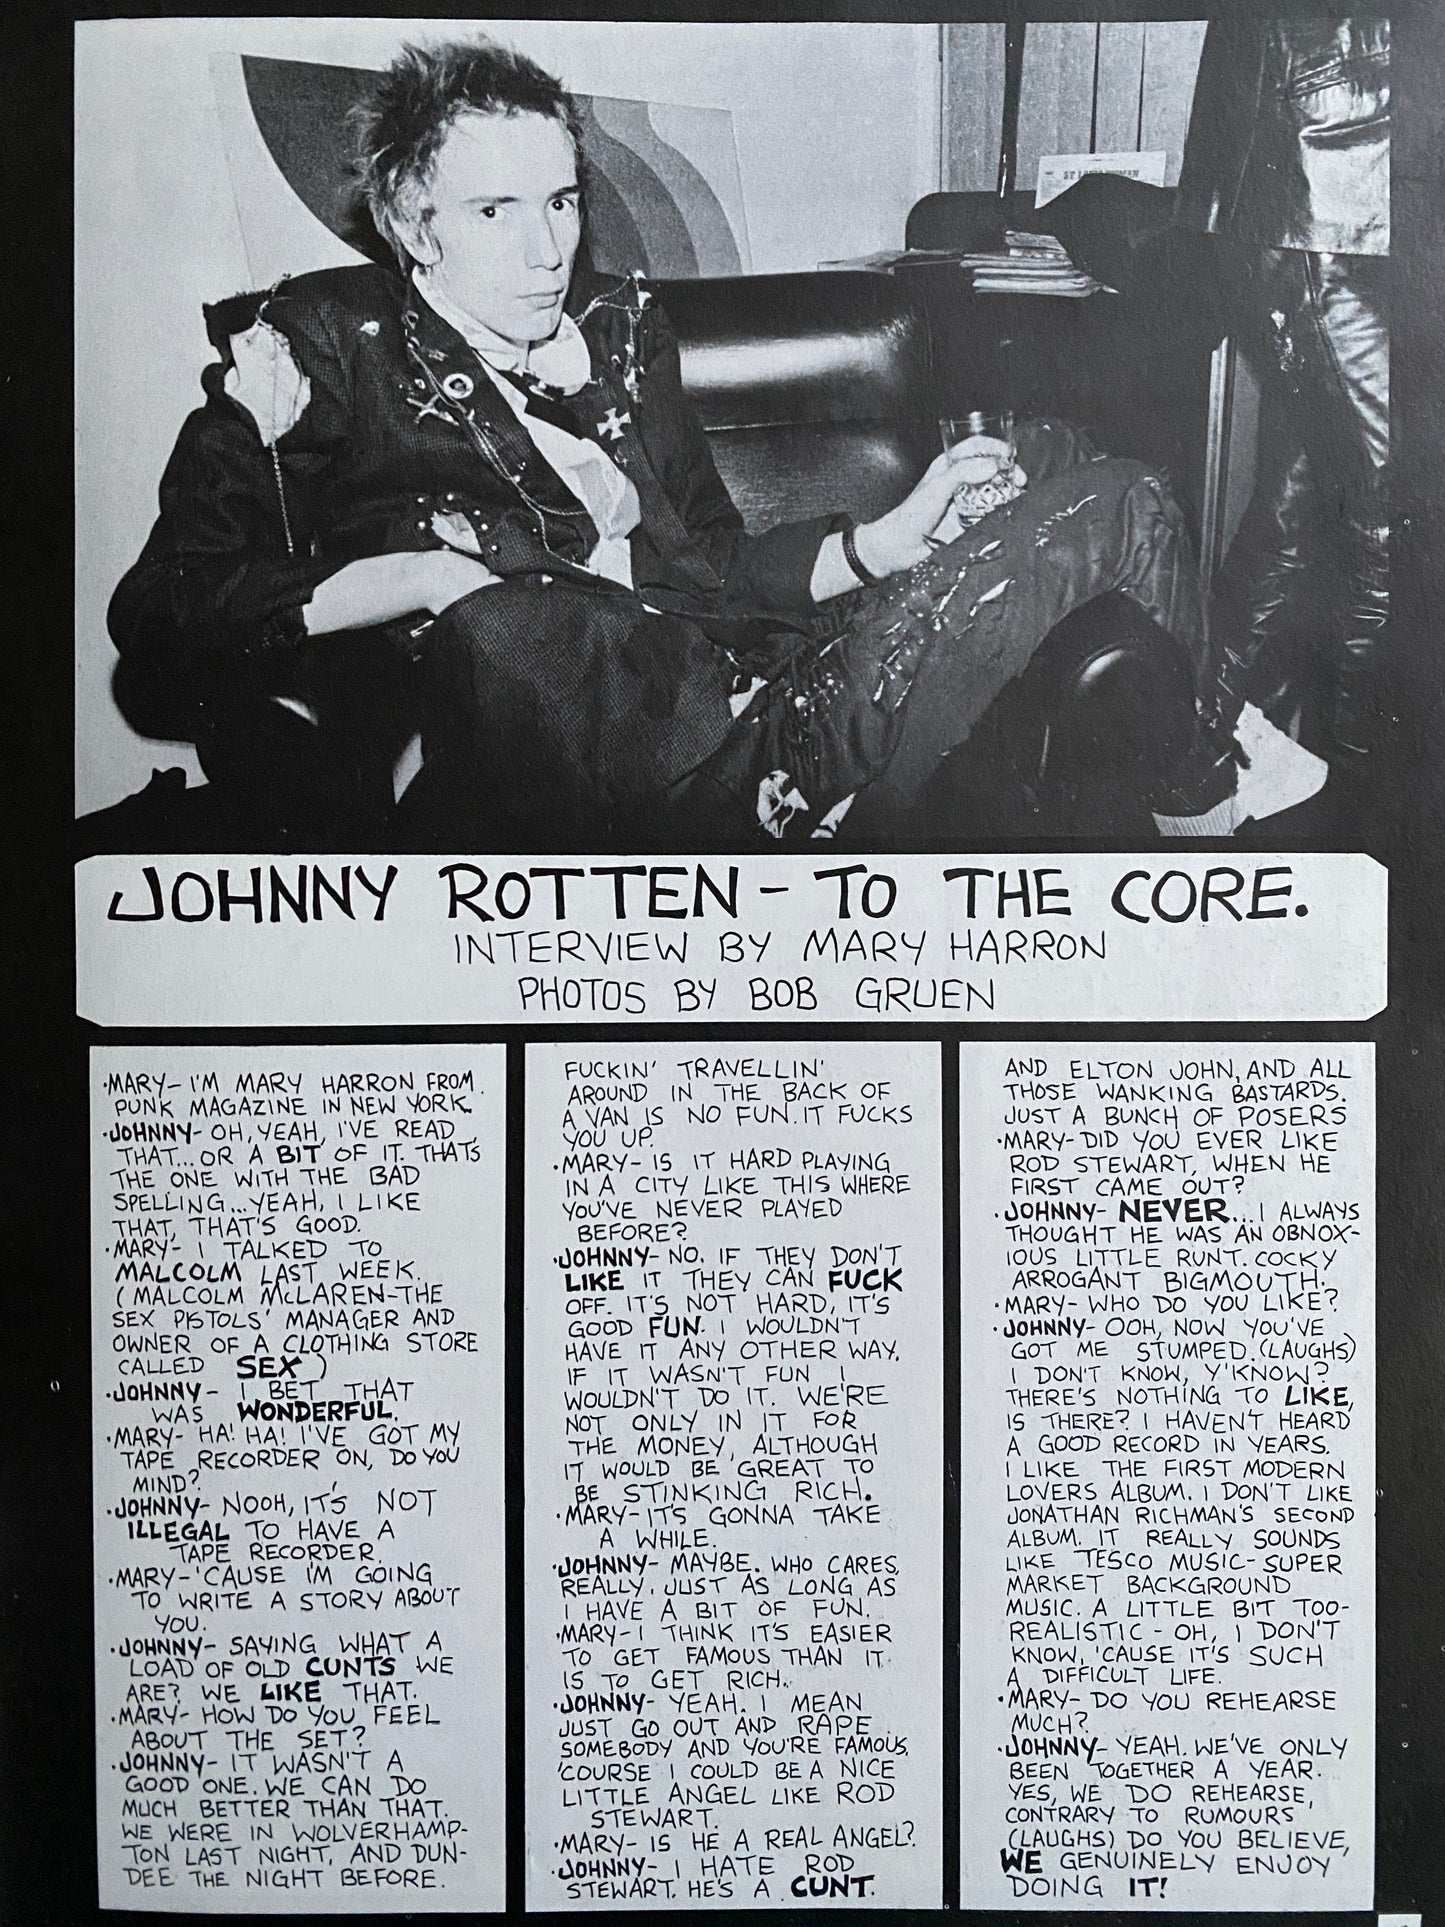 ST LOUIS WOMAN
JOHNNY ROTTEN – TO THE CORE.
INTERVIEW BY MARY HARRON
PHOTOS BY BOB GRUEN
·MARY– I'M MARY HARRON FROM
PUNK MAGAZINE IN NEW YORK.
·JOHNNY– OH, YEAH, I'VE READ
THAT... OR A BIT OF IT. THAT'S
THE ONE WITH THE BAD
SPELLING... YEAH, I LIKE
THAT, THAT'S GOOD.
·MARY– I TALKED TO
MALCOLM LAST WEEK.
(MALCOLM McLAREN–THE
SEX PISTOLS' MANAGER AND
OWNER OF A CLOTHING STORE
CALLED SEX)
·JOHNNY– I BET THAT
WAS WONDERFUL.
·MARY– HA! HA! I'VE GOT MY
TAPE RECORDER ON, DO YOU
MIND?
·JOHNNY– NOOH, IT'S NOT
ILLEGAL TO HAVE A
TAPE RECORDER.
·MARY–'CAUSE I'M GOING
TO WRITE A STORY ABOUT
YOU.
·JOHNNY– SAYING WHAT A
LOAD OF OLD CUNTS WE
ARE? WE LIKE THAT.
·MARY– HOW DO YOU FEEL
ABOUT THE SET?
·JOHNNY– IT WASN'T A
GOOD ONE. WE CAN DO
MUCH BETTER THAN THAT.
WE WERE IN WOLVERHAMP-
TON LAST NIGHT, AND DUN-
DEE THE NIGHT BEFORE.
FUCKIN' TRAVELLIN'
AROUND IN THE BACK OF
A VAN IS NO FUN. IT FUCKS
YOU UP.
·MARY– IS IT HARD PLAYING
IN A CITY LIKE THIS WHERE
YOU'VE NEVER PLAYED
BEFORE?
·JOHNNY– NO. IF THEY DON'T
LIKE IT THEY CAN FUCK
OFF. IT'S NOT HARD, IT'S
GOOD FUN. I WOULDN'T
HAVE IT ANY OTHER WAY.
IF IT WASN'T FUN I
WOULDN'T DO IT. WE'RE
NOT ONLY IN IT FOR
THE MONEY, ALTHOUGH
IT WOULD BE GREAT TO
BE STINKING RICH.
·MARY– IT'S GONNA TAKE
A WHILE.
·JOHNNY– MAYBE. WHO CARES,
REALLY. JUST AS LONG AS
I HAVE A BIT OF FUN.
·MARY– I THINK IT'S EASIER
TO GET FAMOUS THAN IT
IS TO GET RICH.
·JOHNNY– YEAH. I MEAN
JUST GO OUT AND RAPE
SOMEBODY AND YOU'RE FAMOUS.
'COURSE I COULD BE A NICE
LITTLE ANGEL LIKE ROD
STEWART.
·MARY– IS HE A REAL ANGEL?
·JOHNNY– I HATE ROD
STEWART. HE'S A CUNT.
AND ELTON JOHN, AND ALL
THOSE WANKING BASTARDS.
JUST A BUNCH OF POSERS
·MARY– DID YOU EVER LIKE
ROD STEWART, WHEN HE
FIRST CAME OUT?
·JOHNNY– NEVER... I ALWAYS
THOUGHT HE WAS AN OBNOX-
IOUS LITTLE RUNT. COCKY
ARROGANT BIGMOUTH.
·MARY– WHO DO YOU LIKE?
·JOHNNY– OOH, NOW YOU'VE
GOT ME STUMPED. (LAUGHS)
I DON'T KNOW, Y'KNOW?
THERE'S NOTHING TO LIKE,
IS THERE? I HAVEN'T HEARD
A GOOD RECORD IN YEARS.
I LIKE THE FIRST MODERN
LOVERS ALBUM. I DON'T LIKE
JONATHAN RICHMAN'S SECOND
ALBUM. IT REALLY SOUNDS
LIKE TESCO MUSIC–SUPER
MARKET BACKGROUND
MUSIC. A LITTLE BIT TOO-
REALISTIC – OH, I DON'T
KNOW, 'CAUSE IT'S SUCH
A DIFFICULT LIFE.
·MARY– DO YOU REHEARSE
MUCH?
·JOHNNY– YEAH. WE'VE ONLY
BEEN TOGETHER A YEAR.
YES, WE DO REHEARSE,
CONTRARY TO RUMOURS
(LAUGHS) DO YOU BELIEVE,
WE GENUINELY ENJOY
DOING IT!